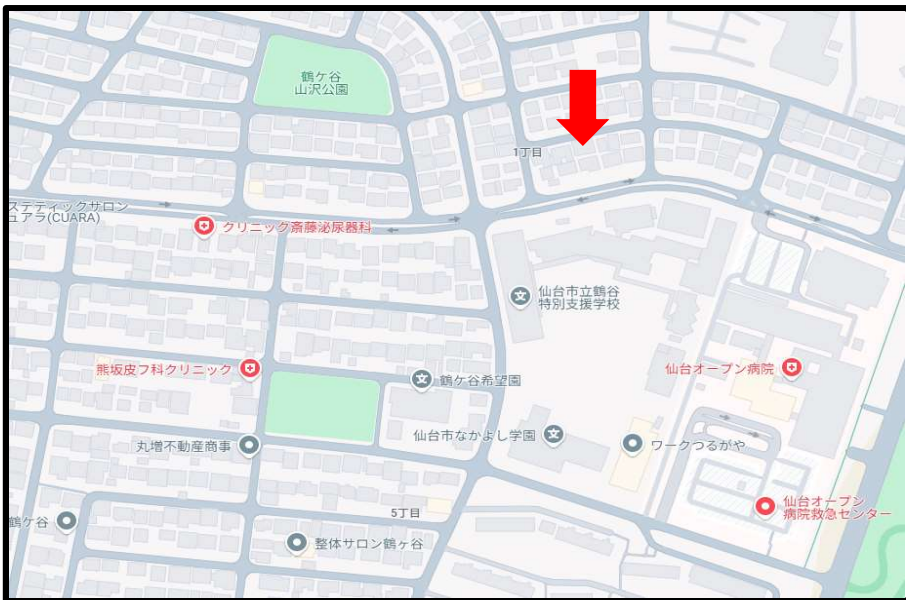 鶴ケ谷
山沢公園
1丁目
ステティックサロン
ュアラ(CUARA)
クリニック斎藤泌尿器科
仙台市立鶴谷
特別支援学校
熊坂皮フ科クリニック
仙台オープン病院
鶴ケ谷希望園
仙台市なかよし学園
丸増不動産商事
ワークつるがや
仙台オープン
病院救急センター
5丁目
鶴ケ谷
整体サロン鶴ヶ谷